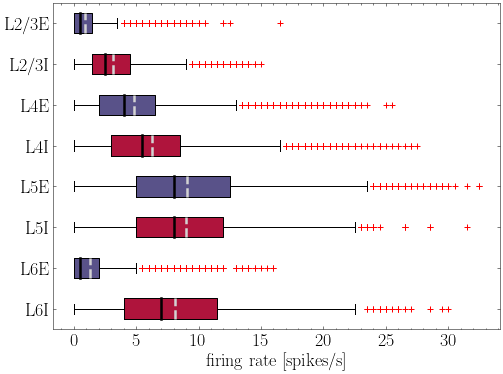 L2/3E
L2/3I
L4E
L4I
L5E
L5I
L6E
L6I
0 5 10 15 20 25 30
firing rate [spikes/s]